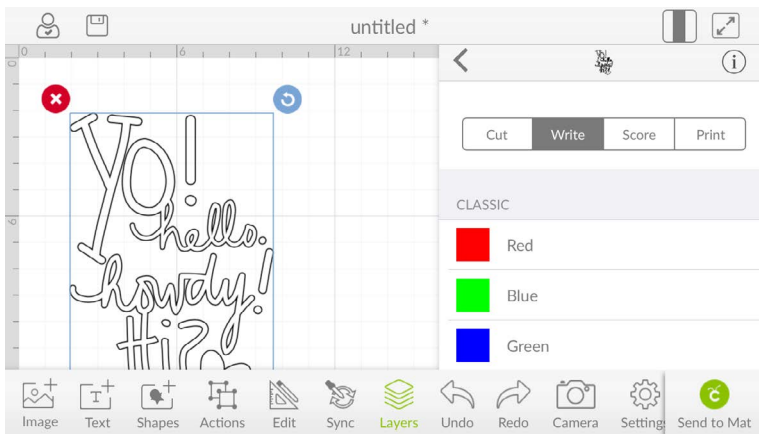 untitled *
0 6 12
0
6
Yo!
hello.
howdy!
Hi?
Cut Write Score Print
CLASSIC
Red
Blue
Green
Image Text Shapes Actions Edit Sync Layers Undo Redo Camera Setting Send to Mat